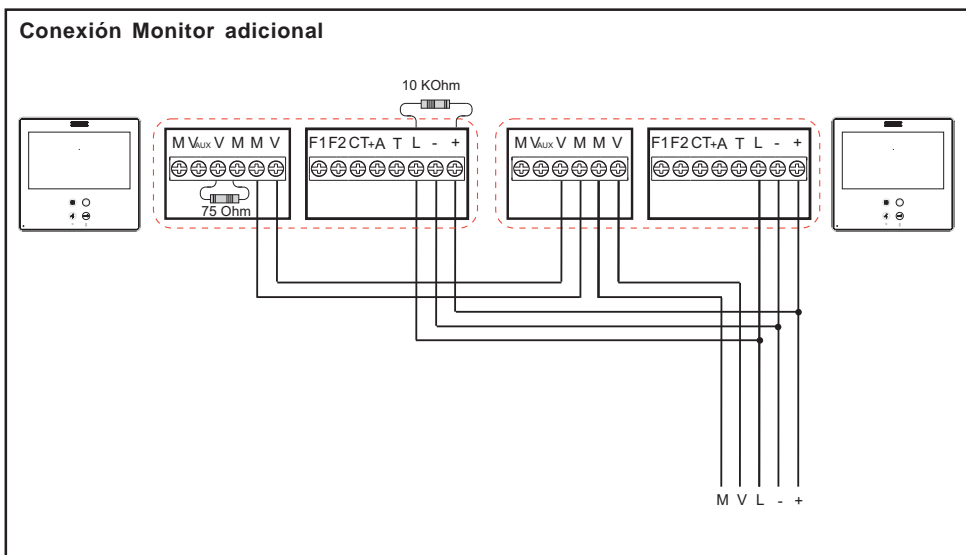 Conexión Monitor adicional
10 KOhm
M VAUX V M M V
F1 F2 CT +A T L - +
M VAUX V M M V
F1 F2 CT +A T L - +
75 Ohm
M V L - +